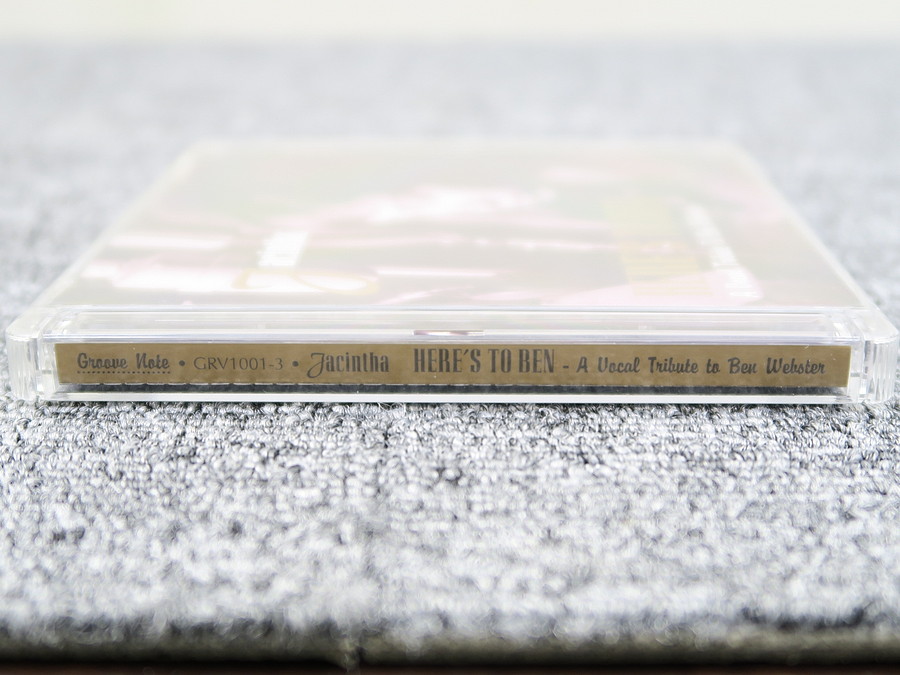 Groove Note • GRV1001-3 • Jacintha HERE'S TO BEN - A Vocal Tribute to Ben Webster